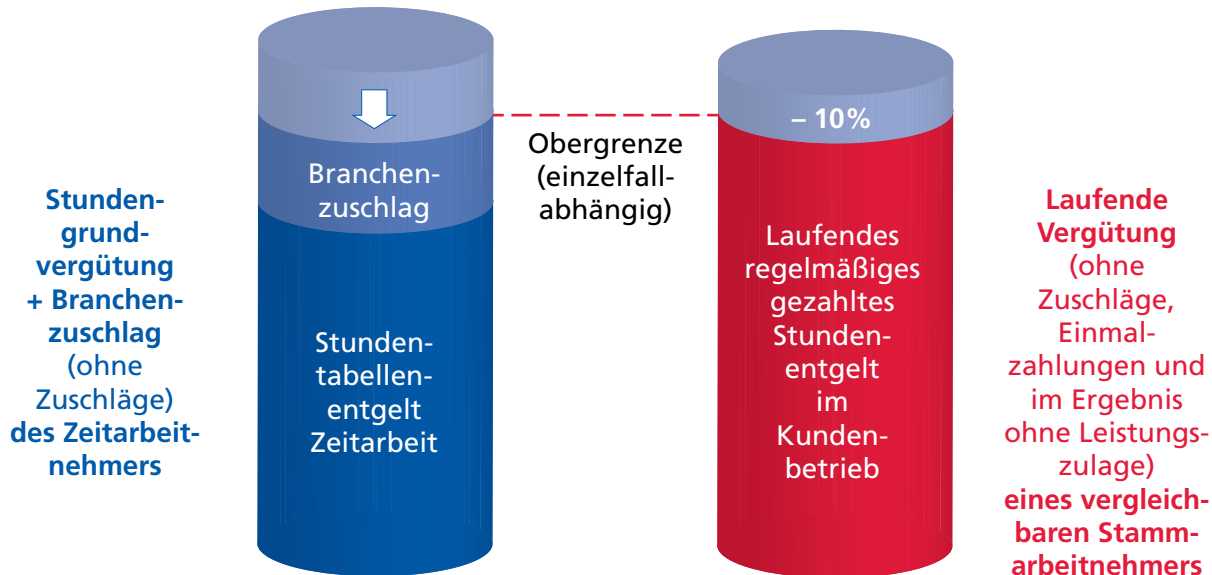 Stunden-
grund-
vergütung
+ Branchen-
zuschlag
(ohne
Zuschläge)
des Zeitarbeit-
nehmers
Branchen-
zuschlag
Stunden-
tabellen-
entgelt
Zeitarbeit
Obergrenze
(einzelfall-
abhängig)
– 10%
Laufendes
regelmäßiges
gezahltes
Stunden-
entgelt
im
Kunden-
betrieb
Laufende
Vergütung
(ohne
Zuschläge,
Einmal-
zahlungen und
im Ergebnis
ohne Leistungs-
zulage)
eines vergleich-
baren Stamm-
arbeitnehmers